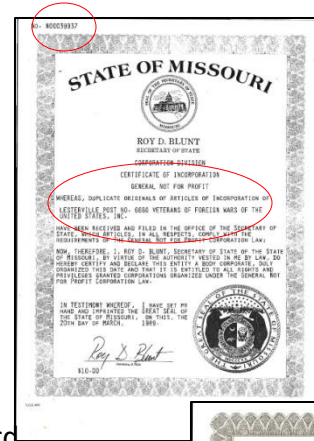 NO. N00039937
STATE OF MISSOURI
ROY D. BLUNT
SECRETARY OF STATE
CORPORATION DIVISION
CERTIFICATE OF INCORPORATION
GENERAL NOT FOR PROFIT
WHEREAS, DUPLICATE ORIGINALS OF ARTICLES OF INCORPORATION OF
LESTERVILLE POST NO. 6660 VETERANS OF FOREIGN WARS OF THE
UNITED STATES, INC.
HAVE BEEN RECEIVED AND FILED IN THE OFFICE OF THE SECRETARY OF
STATE, WHICH ARTICLES, IN ALL RESPECTS, COMPLY WITH THE
REQUIREMENTS OF THE GENERAL NOT FOR PROFIT CORPORATION LAW;
NOW, THEREFORE, I, ROY D. BLUNT, SECRETARY OF STATE OF THE STATE
OF MISSOURI, BY VIRTUE OF THE AUTHORITY VESTED IN ME BY LAW, DO
HEREBY CERTIFY AND DECLARE THIS ENTITY A BODY CORPORATE, DULY
ORGANIZED THIS DATE AND THAT IT IS ENTITLED TO ALL RIGHTS AND
PRIVILEGES GRANTED CORPORATIONS ORGANIZED UNDER THE GENERAL NOT
FOR PROFIT CORPORATION LAW.
IN TESTIMONY WHEREOF, I HAVE SET MY
HAND AND IMPRINTED THE GREAT SEAL OF
THE STATE OF MISSOURI, ON THIS, THE
20TH DAY OF MARCH, 1989.
Roy D Blunt
$10.00
THE GREAT SEAL OF THE STATE OF MISSOURI